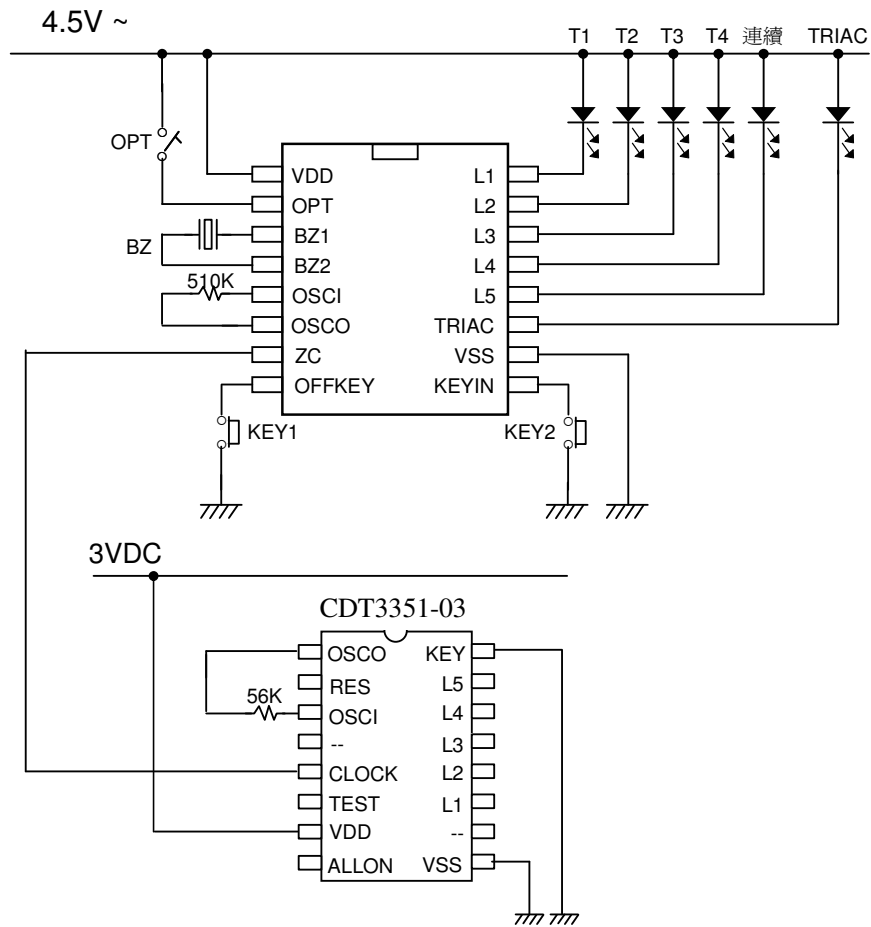 4.5V ~
T1 T2 T3 T4 連續 TRIAC
OPT
VDD L1
OPT L2
BZ
BZ1 L3
BZ2 L4
510K
OSCI L5
OSCO TRIAC
ZC VSS
OFFKEY KEYIN
KEY1 KEY2
3VDC
CDT3351-03
OSCO KEY
RES L5
56K
OSCI L4
-- L3
CLOCK L2
TEST L1
VDD --
ALLON VSS